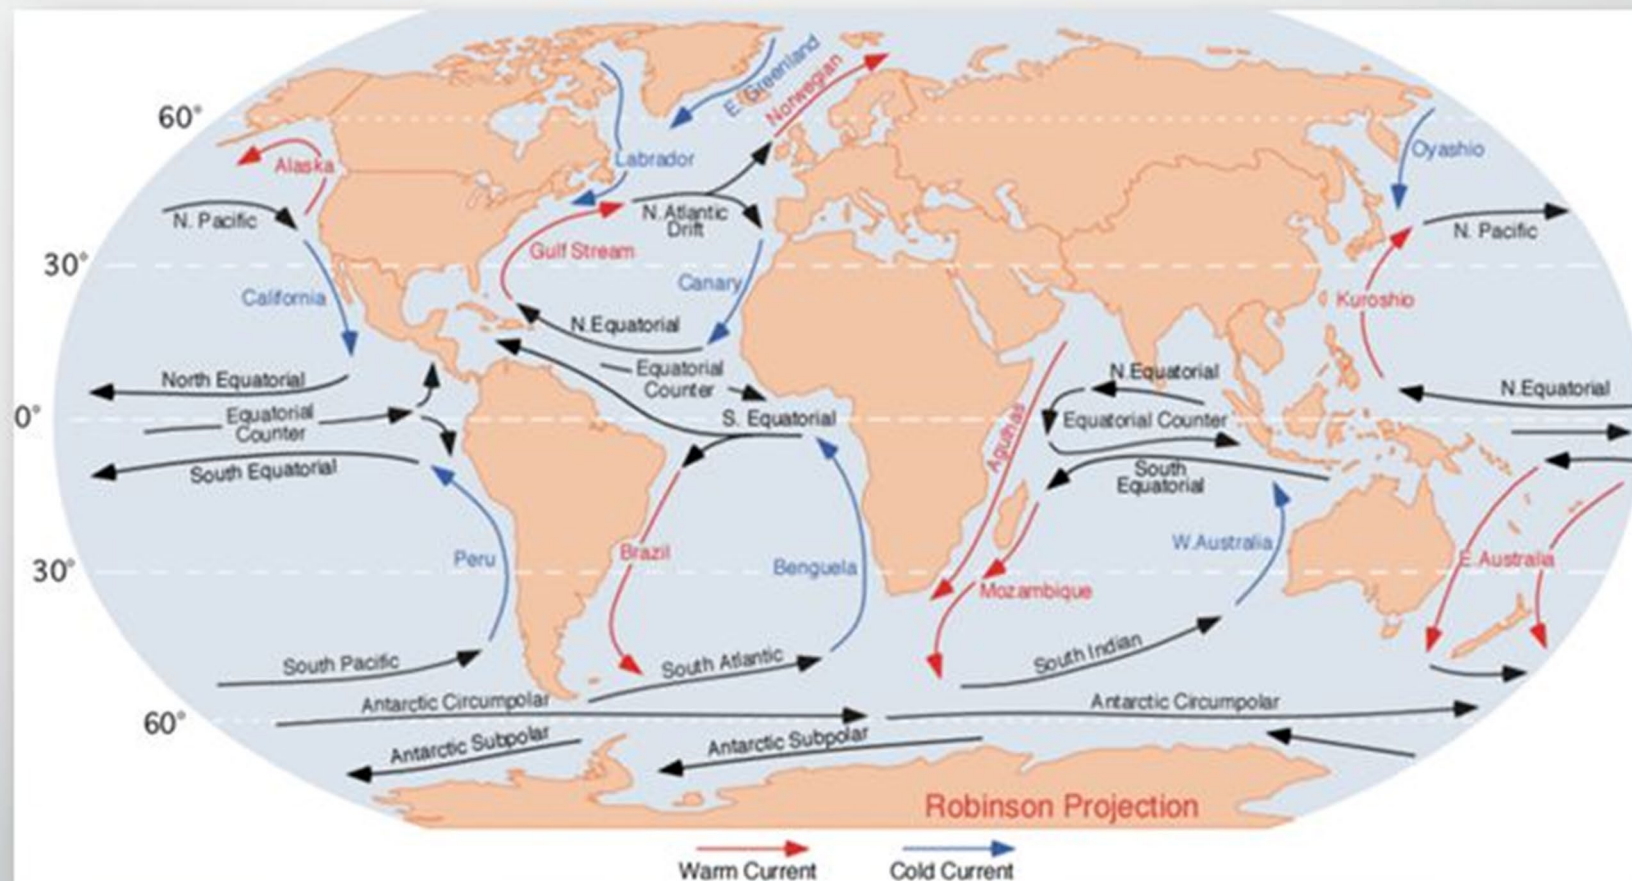 60°
30°
0°
30°
60°
E. Greenland
Norwegian
Labrador
Alaska
N. Pacific
N.Atlantic
Drift
Gulf Stream
California
Canary
N.Equatorial
North Equatorial
Equatorial
Counter
Equatorial
Counter
S. Equatorial
South Equatorial
Peru
Brazil
Benguela
South Pacific
South Atlantic
Antarctic Circumpolar
Antarctic Subpolar
Antarctic Subpolar
Oyashio
N. Pacific
Kuroshio
N.Equatorial
N.Equatorial
Equatorial Counter
South
Equatorial
Agulhas
W.Australia
E.Australia
Mozambique
South Indian
Antarctic Circumpolar
Robinson Projection
Warm Current
Cold Current